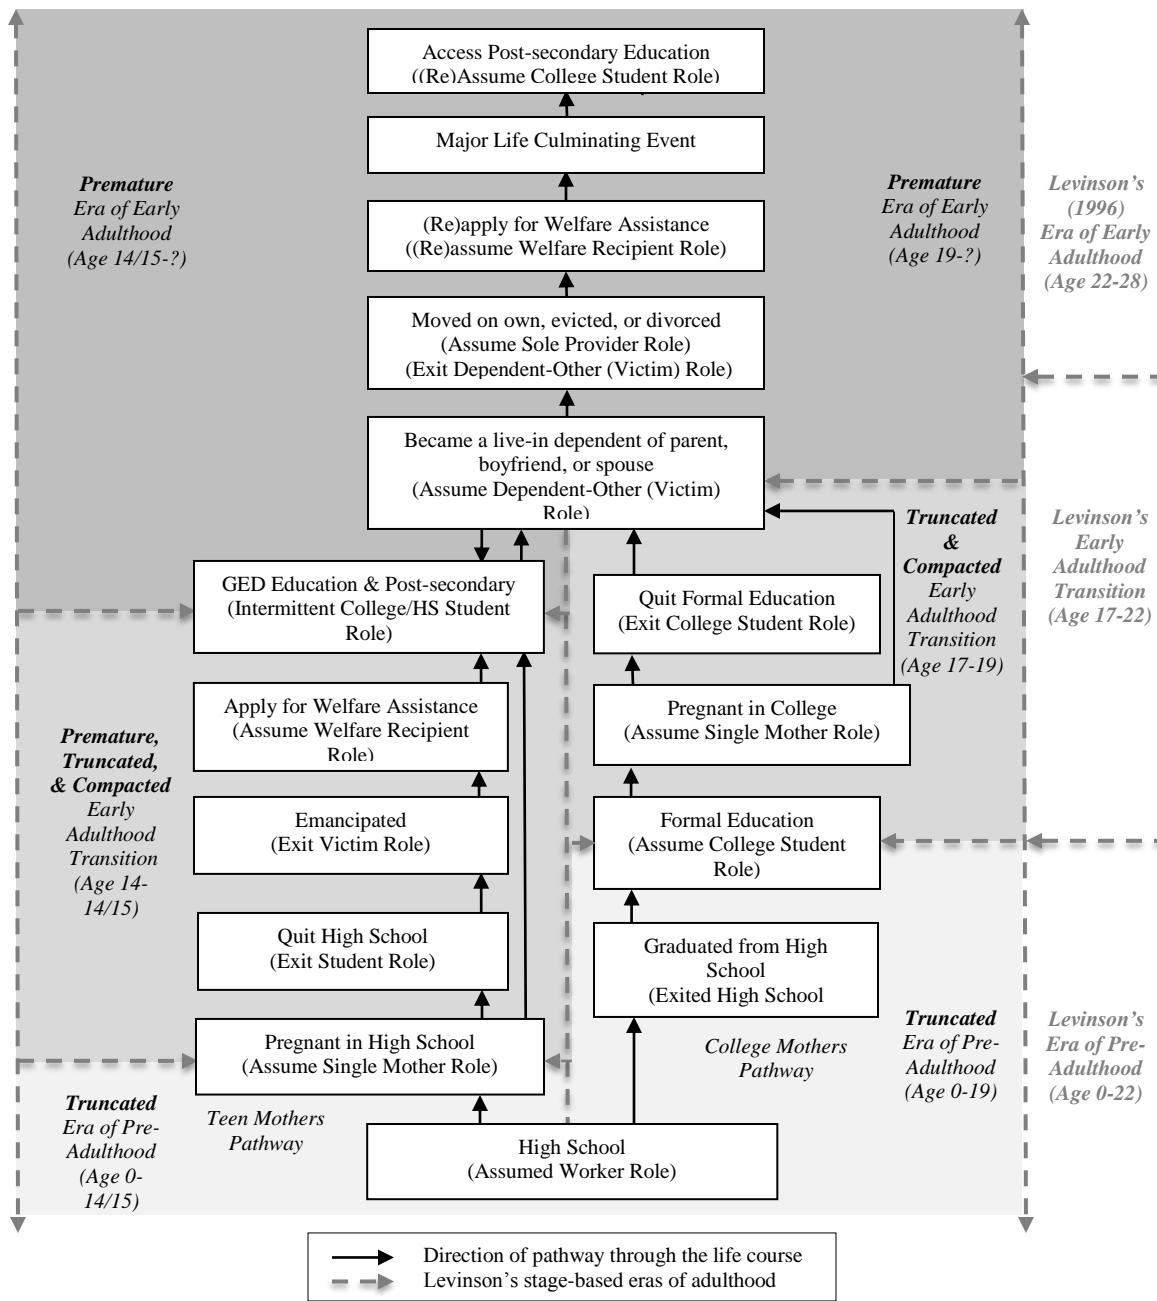 Access Post-secondary Education
((Re)Assume College Student Role)
Major Life Culminating Event
(Re)apply for Welfare Assistance
((Re)assume Welfare Recipient Role)
Moved on own, evicted, or divorced
(Assume Sole Provider Role)
(Exit Dependent-Other (Victim) Role)
Became a live-in dependent of parent,
boyfriend, or spouse
(Assume Dependent-Other (Victim)
Role)
Premature
Era of Early
Adulthood
(Age 14/15-?)
Premature
Era of Early
Adulthood
(Age 19-?)
Levinson's
(1996)
Era of Early
Adulthood
(Age 22-28)
GED Education & Post-secondary
(Intermittent College/HS Student
Role)
Quit Formal Education
(Exit College Student Role)
Truncated
&
Compacted
Early
Adulthood
Transition
(Age 17-19)
Levinson's
Early
Adulthood
Transition
(Age 17-22)
Apply for Welfare Assistance
(Assume Welfare Recipient
Role)
Pregnant in College
(Assume Single Mother Role)
Premature,
Truncated,
& Compacted
Early
Adulthood
Transition
(Age 14-
14/15)
Emancipated
(Exit Victim Role)
Formal Education
(Assume College Student
Role)
Quit High School
(Exit Student Role)
Graduated from High
School
(Exited High School
Pregnant in High School
(Assume Single Mother Role)
College Mothers
Pathway
Truncated
Era of Pre-
Adulthood
(Age 0-19)
Levinson's
Era of Pre-
Adulthood
(Age 0-22)
Truncated
Era of Pre-
Adulthood
(Age 0-
14/15)
Teen Mothers
Pathway
High School
(Assumed Worker Role)
Direction of pathway through the life course
Levinson's stage-based eras of adulthood